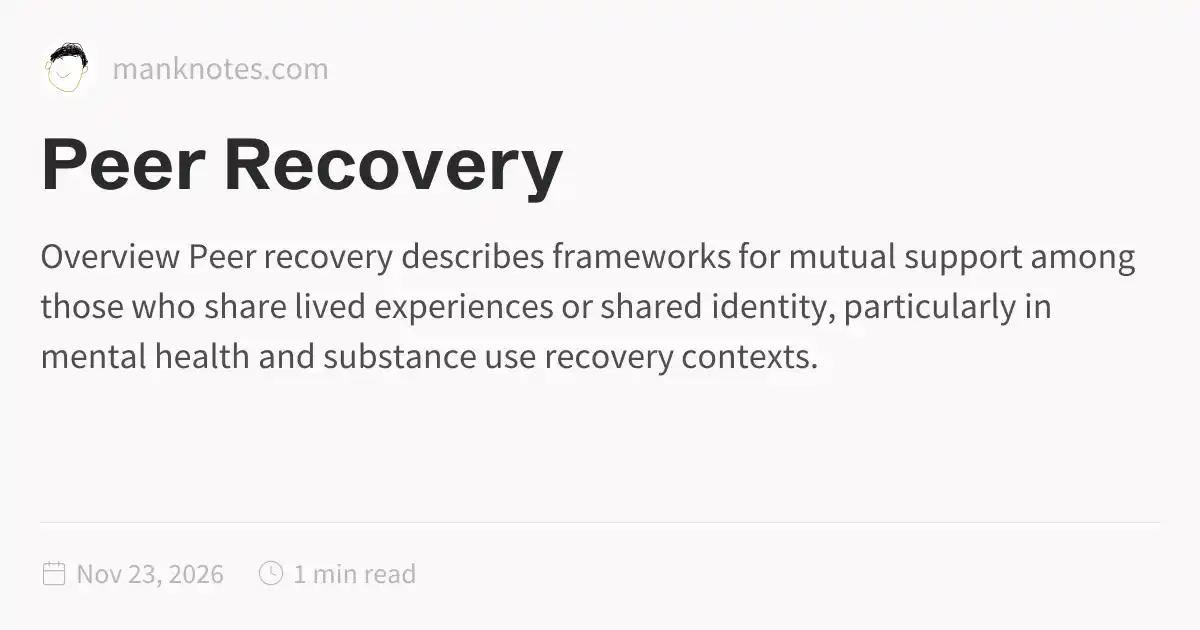 manknotes.com
Peer Recovery
Overview Peer recovery describes frameworks for mutual support among
those who share lived experiences or shared identity, particularly in
mental health and substance use recovery contexts.
Nov 23, 2026 1 min read